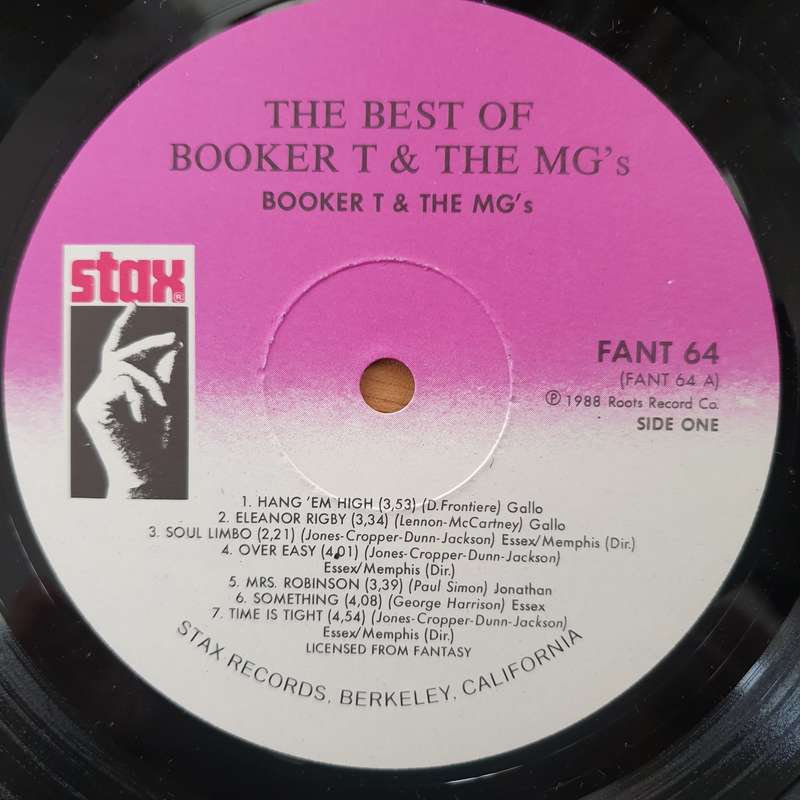 THE BEST OF
BOOKER T & THE MG's
BOOKER T & THE MG's
stax®
FANT 64
(FANT 64 A)
℗ 1988 Roots Record Co.
SIDE ONE
1. HANG 'EM HIGH (3,53) (D.Frontiere) Gallo
2. ELEANOR RIGBY (3,34) (Lennon-McCartney) Gallo
3. SOUL LIMBO (2,21) (Jones-Cropper-Dunn-Jackson) Essex/Memphis (Dir.)
4. OVER EASY (4,01) (Jones-Cropper-Dunn-Jackson)
Essex/Memphis (Dir.)
5. MRS. ROBINSON (3,39) (Paul Simon) Jonathan
6. SOMETHING (4,08) (George Harrison) Essex
7. TIME IS TIGHT (4,54) (Jones-Cropper-Dunn-Jackson)
Essex/Memphis (Dir.)
LICENSED FROM FANTASY
STAX RECORDS, BERKELEY, CALIFORNIA